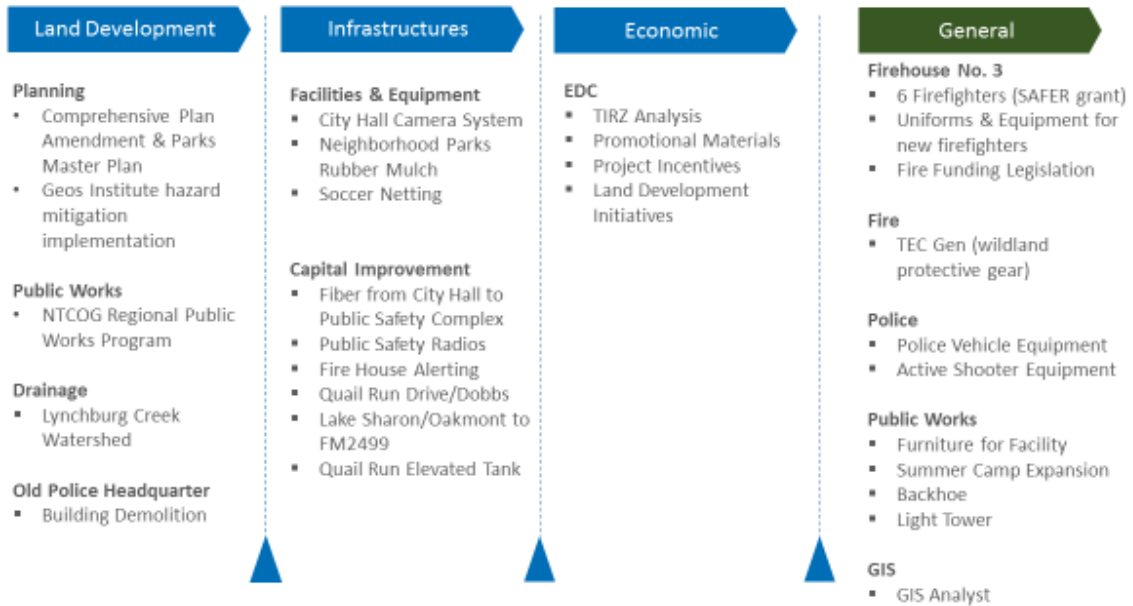 Land Development
Planning
• Comprehensive Plan
Amendment & Parks
Master Plan
• Geos Institute hazard
mitigation
implementation
Public Works
• NTCOG Regional Public
Works Program
Drainage
▪ Lynchburg Creek
Watershed
Old Police Headquarter
▪ Building Demolition
Infrastructures
Facilities & Equipment
▪ City Hall Camera System
▪ Neighborhood Parks
Rubber Mulch
▪ Soccer Netting
Capital Improvement
▪ Fiber from City Hall to
Public Safety Complex
▪ Public Safety Radios
▪ Fire House Alerting
▪ Quail Run Drive/Dobbs
▪ Lake Sharon/Oakmont to
FM2499
▪ Quail Run Elevated Tank
Economic
EDC
▪ TIRZ Analysis
▪ Promotional Materials
▪ Project Incentives
▪ Land Development
Initiatives
General
Firehouse No. 3
▪ 6 Firefighters (SAFER grant)
▪ Uniforms & Equipment for
new firefighters
▪ Fire Funding Legislation
Fire
▪ TEC Gen (wildland
protective gear)
Police
▪ Police Vehicle Equipment
▪ Active Shooter Equipment
Public Works
▪ Furniture for Facility
▪ Summer Camp Expansion
▪ Backhoe
▪ Light Tower
GIS
▪ GIS Analyst